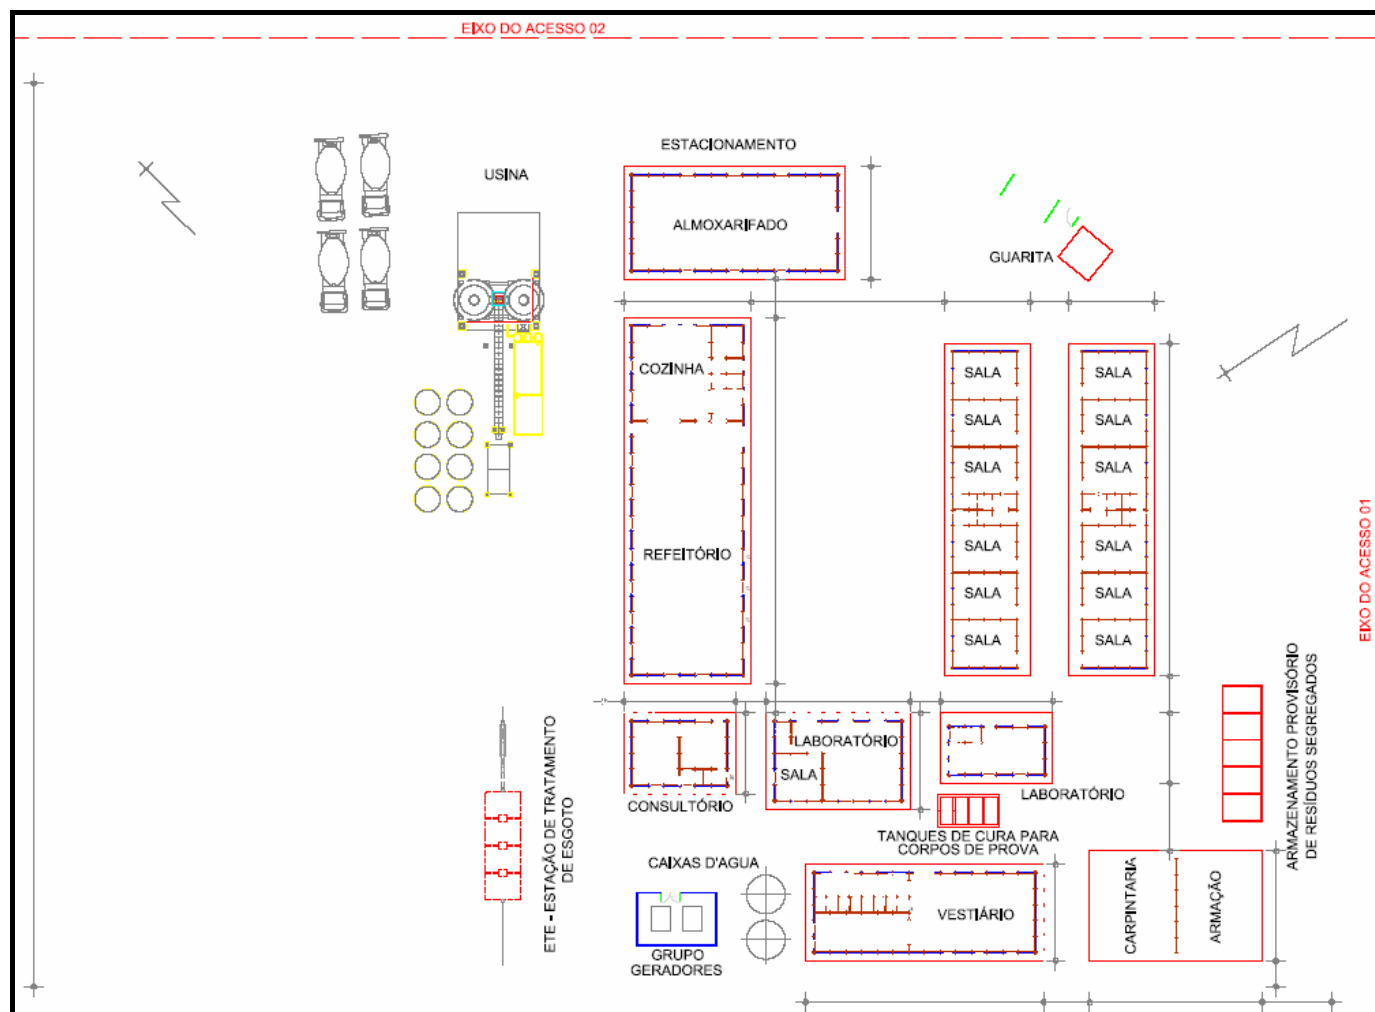 EIXO DO ACESSO 02
ESTACIONAMENTO
USINA
ALMOXARIFADO
GUARITA
COZINHA
REFEITÓRIO
SALA
SALA
SALA
SALA
SALA
SALA
SALA
SALA
SALA
SALA
SALA
SALA
EIXO DO ACESSO 01
ARMAZENAMENTO PROVISÓRIO
DE RESÍDUOS SEGREGADOS
LABORATÓRIO
SALA
CONSULTÓRIO
LABORATÓRIO
TANQUES DE CURA PARA
CORPOS DE PROVA
ETE - ESTAÇÃO DE TRATAMENTO
DE ESGOTO
CAIXAS D'AGUA
GRUPO
GERADORES
VESTIÁRIO
CARPINTARIA
ARMAÇÃO